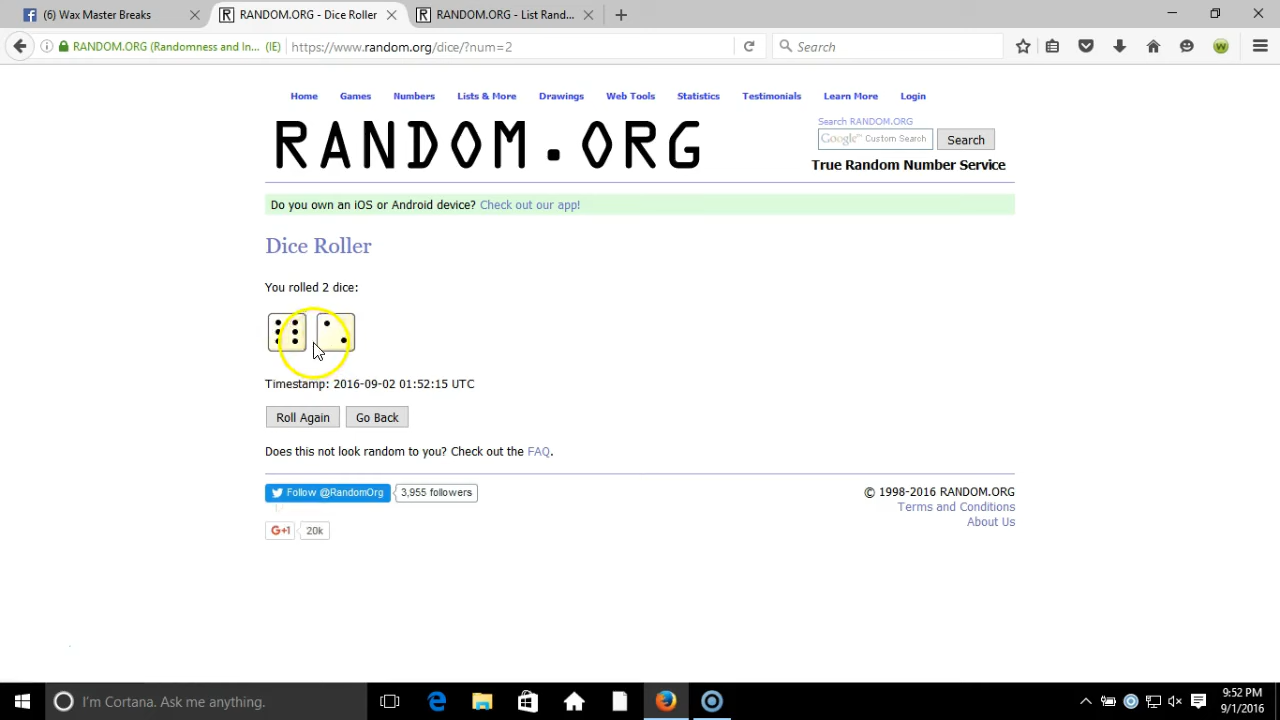 (6) Wax Master Breaks
RANDOM.ORG - Dice Roller
RANDOM.ORG - List Rand...
RANDOM.ORG (Randomness and In... (IE)
https://www.random.org/dice/?num=2
Search
Home Games Numbers Lists & More Drawings Web Tools Statistics Testimonials Learn More Login
RANDOM.ORG
Search RANDOM.ORG
Google Custom Search
Search
True Random Number Service
Do you own an iOS or Android device? Check out our app!
Dice Roller
You rolled 2 dice:
Timestamp: 2016-09-02 01:52:15 UTC
Roll Again Go Back
Does this not look random to you? Check out the FAQ.
Follow @RandomOrg 3,955 followers
G+1 20k
© 1998-2016 RANDOM.ORG
Terms and Conditions
About Us
I'm Cortana. Ask me anything.
9:52 PM
9/1/2016